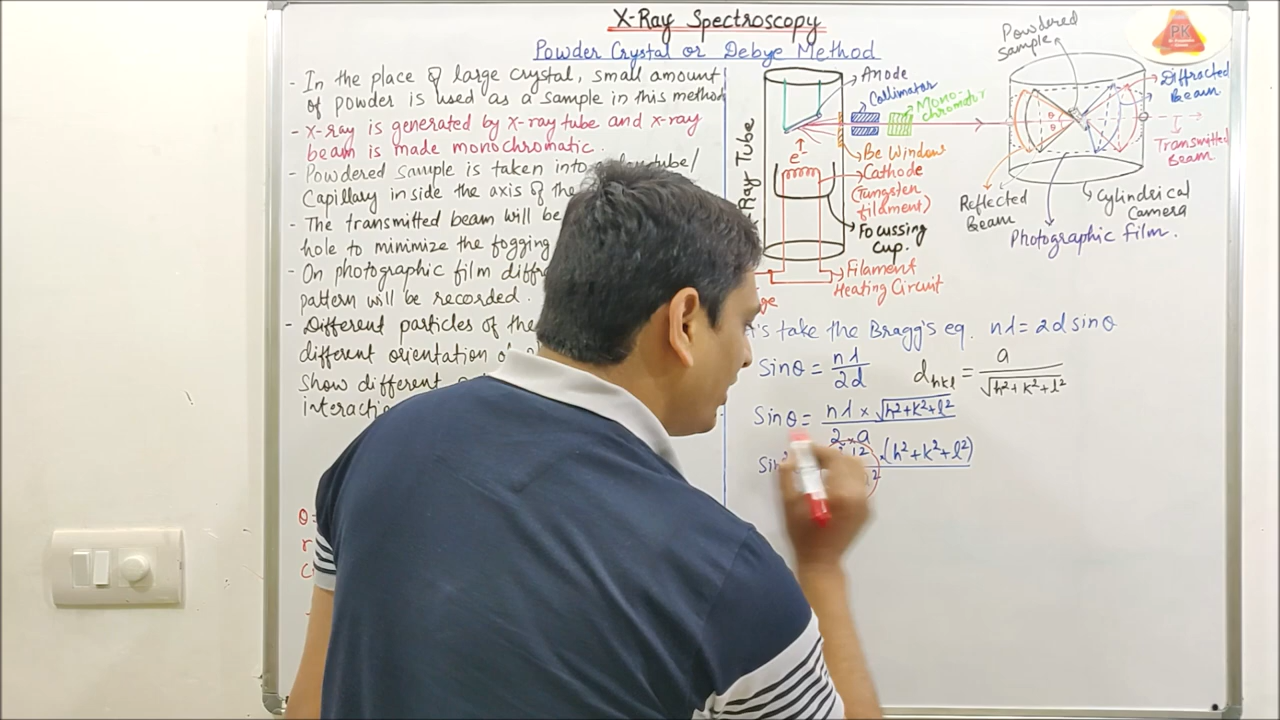 X-Ray Spectroscopy
Powder Crystal or Debye Method
- In the place of large crystal, small amount
of powder is used as a sample in this method
- X-ray is generated by X-ray tube and x-ray
beam is made monochromatic.
- Powdered sample is taken into tube/
Capillary inside the axis of the
- The transmitted beam will be
hole to minimize the fogging
- On photographic film
pattern will be recorded.
- Different particles of the
different orientation
Show different
θ=
X-Ray Tube
Anode
Collimator
Mono-
chromator
e⁻
Be Window
Cathode
(Tungsten
filament)
Focussing
Cup.
Filament
Heating Circuit
Powdered
sample
PK
Diffracted
Beam
Transmitted
Beam
θ
θ
Reflected
Beam
Cylindrical
Camera
Photographic film.
take the Bragg's eq. nλ = 2d sinθ
Sinθ = nλ/2d
d_hkl = a/√h²+k²+l²
Sinθ = nλ × √h²+k²+l² / 2 × a
(h²+k²+l²)